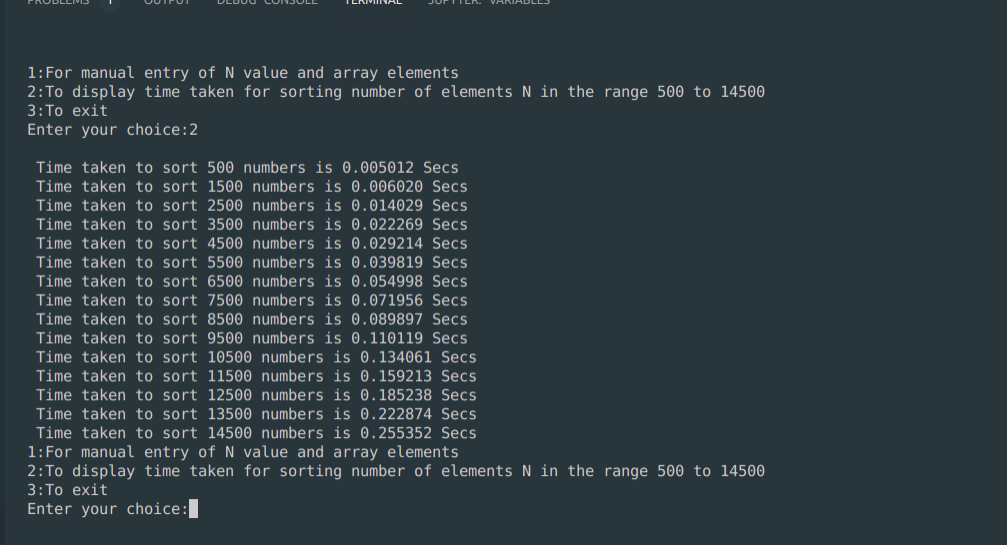 PROBLEMS 1 OUTPUT DEBUG CONSOLE TERMINAL JUPYTER: VARIABLES
1:For manual entry of N value and array elements
2:To display time taken for sorting number of elements N in the range 500 to 14500
3:To exit
Enter your choice:2
Time taken to sort 500 numbers is 0.005012 Secs
Time taken to sort 1500 numbers is 0.006020 Secs
Time taken to sort 2500 numbers is 0.014029 Secs
Time taken to sort 3500 numbers is 0.022269 Secs
Time taken to sort 4500 numbers is 0.029214 Secs
Time taken to sort 5500 numbers is 0.039819 Secs
Time taken to sort 6500 numbers is 0.054998 Secs
Time taken to sort 7500 numbers is 0.071956 Secs
Time taken to sort 8500 numbers is 0.089897 Secs
Time taken to sort 9500 numbers is 0.110119 Secs
Time taken to sort 10500 numbers is 0.134061 Secs
Time taken to sort 11500 numbers is 0.159213 Secs
Time taken to sort 12500 numbers is 0.185238 Secs
Time taken to sort 13500 numbers is 0.222874 Secs
Time taken to sort 14500 numbers is 0.255352 Secs
1:For manual entry of N value and array elements
2:To display time taken for sorting number of elements N in the range 500 to 14500
3:To exit
Enter your choice: